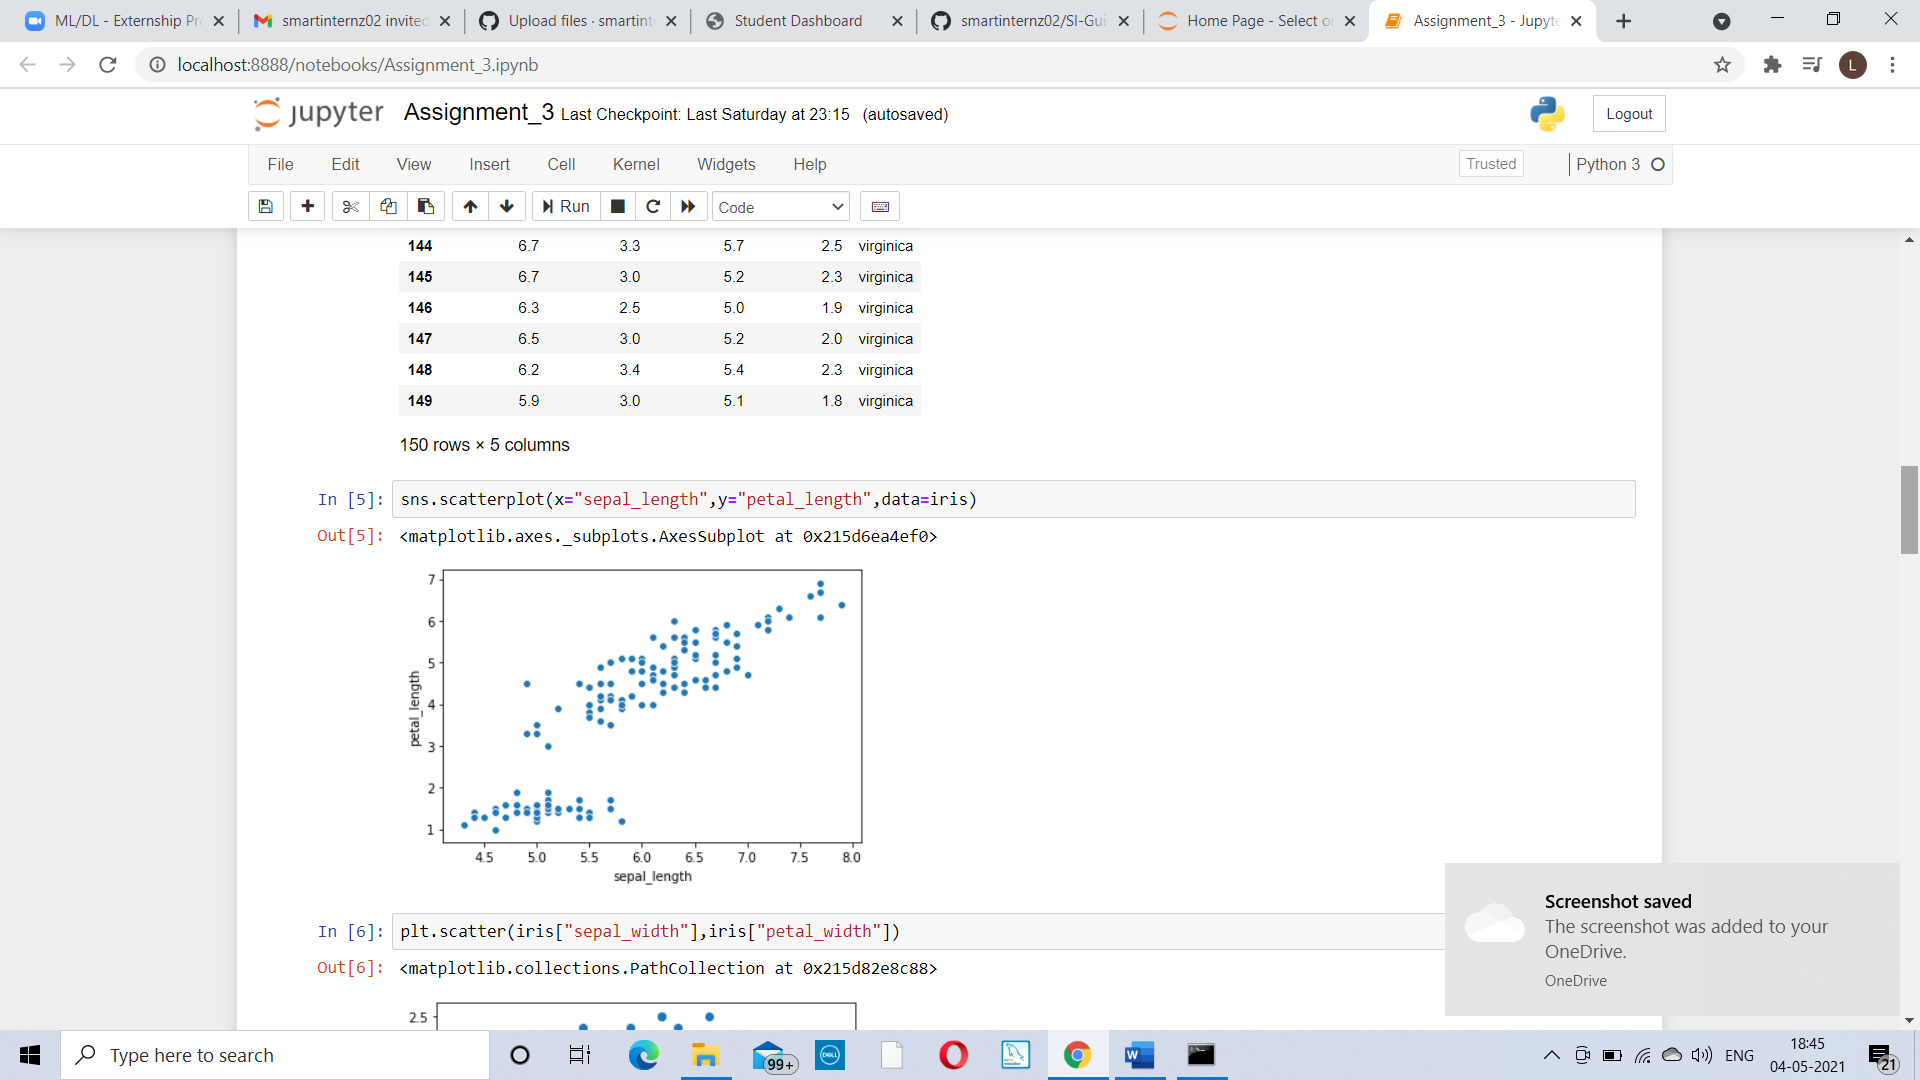 ML/DL - Externship Pr
smartinternz02 invited
Upload files · smartint
Student Dashboard
smartinternz02/SI-Gui
Home Page - Select or
Assignment_3 - Jupyte
localhost:8888/notebooks/Assignment_3.ipynb
L
jupyter Assignment_3 Last Checkpoint: Last Saturday at 23:15 (autosaved)
Logout
File Edit View Insert Cell Kernel Widgets Help
Trusted
Python 3
Run
Code
144 6.7 3.3 5.7 2.5 virginica
145 6.7 3.0 5.2 2.3 virginica
146 6.3 2.5 5.0 1.9 virginica
147 6.5 3.0 5.2 2.0 virginica
148 6.2 3.4 5.4 2.3 virginica
149 5.9 3.0 5.1 1.8 virginica
150 rows × 5 columns
In [5]: sns.scatterplot(x="sepal_length",y="petal_length",data=iris)
Out[5]: <matplotlib.axes._subplots.AxesSubplot at 0x215d6ea4ef0>
7
6
5
4
3
2
1
petal_length
4.5 5.0 5.5 6.0 6.5 7.0 7.5 8.0
sepal_length
In [6]: plt.scatter(iris["sepal_width"],iris["petal_width"])
Out[6]: <matplotlib.collections.PathCollection at 0x215d82e8c88>
2.5
Screenshot saved
The screenshot was added to your
OneDrive.
OneDrive
Type here to search
99+
DELL
W
ENG
18:45
04-05-2021
21